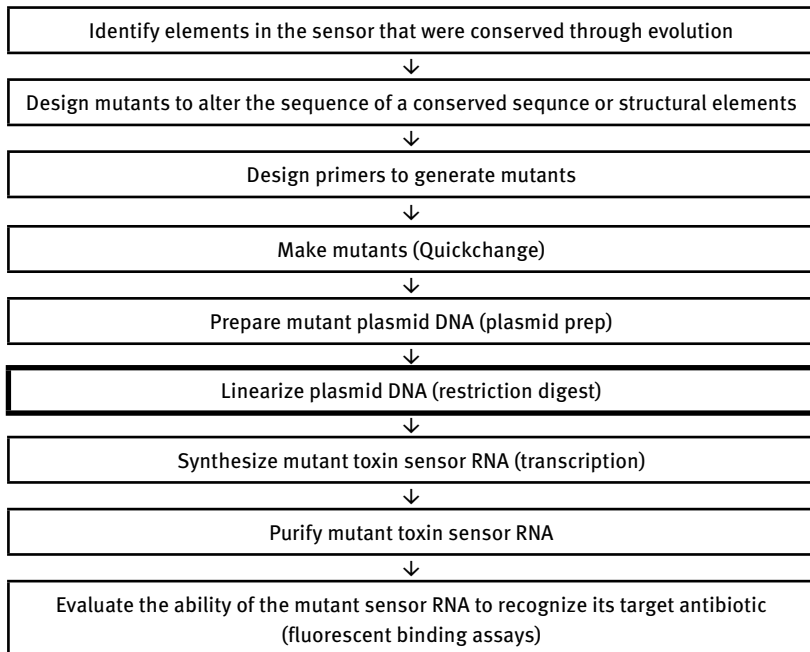 Identify elements in the sensor that were conserved through evolution
↓
Design mutants to alter the sequence of a conserved sequnce or structural elements
↓
Design primers to generate mutants
↓
Make mutants (Quickchange)
↓
Prepare mutant plasmid DNA (plasmid prep)
↓
Linearize plasmid DNA (restriction digest)
↓
Synthesize mutant toxin sensor RNA (transcription)
↓
Purify mutant toxin sensor RNA
↓
Evaluate the ability of the mutant sensor RNA to recognize its target antibiotic
(fluorescent binding assays)